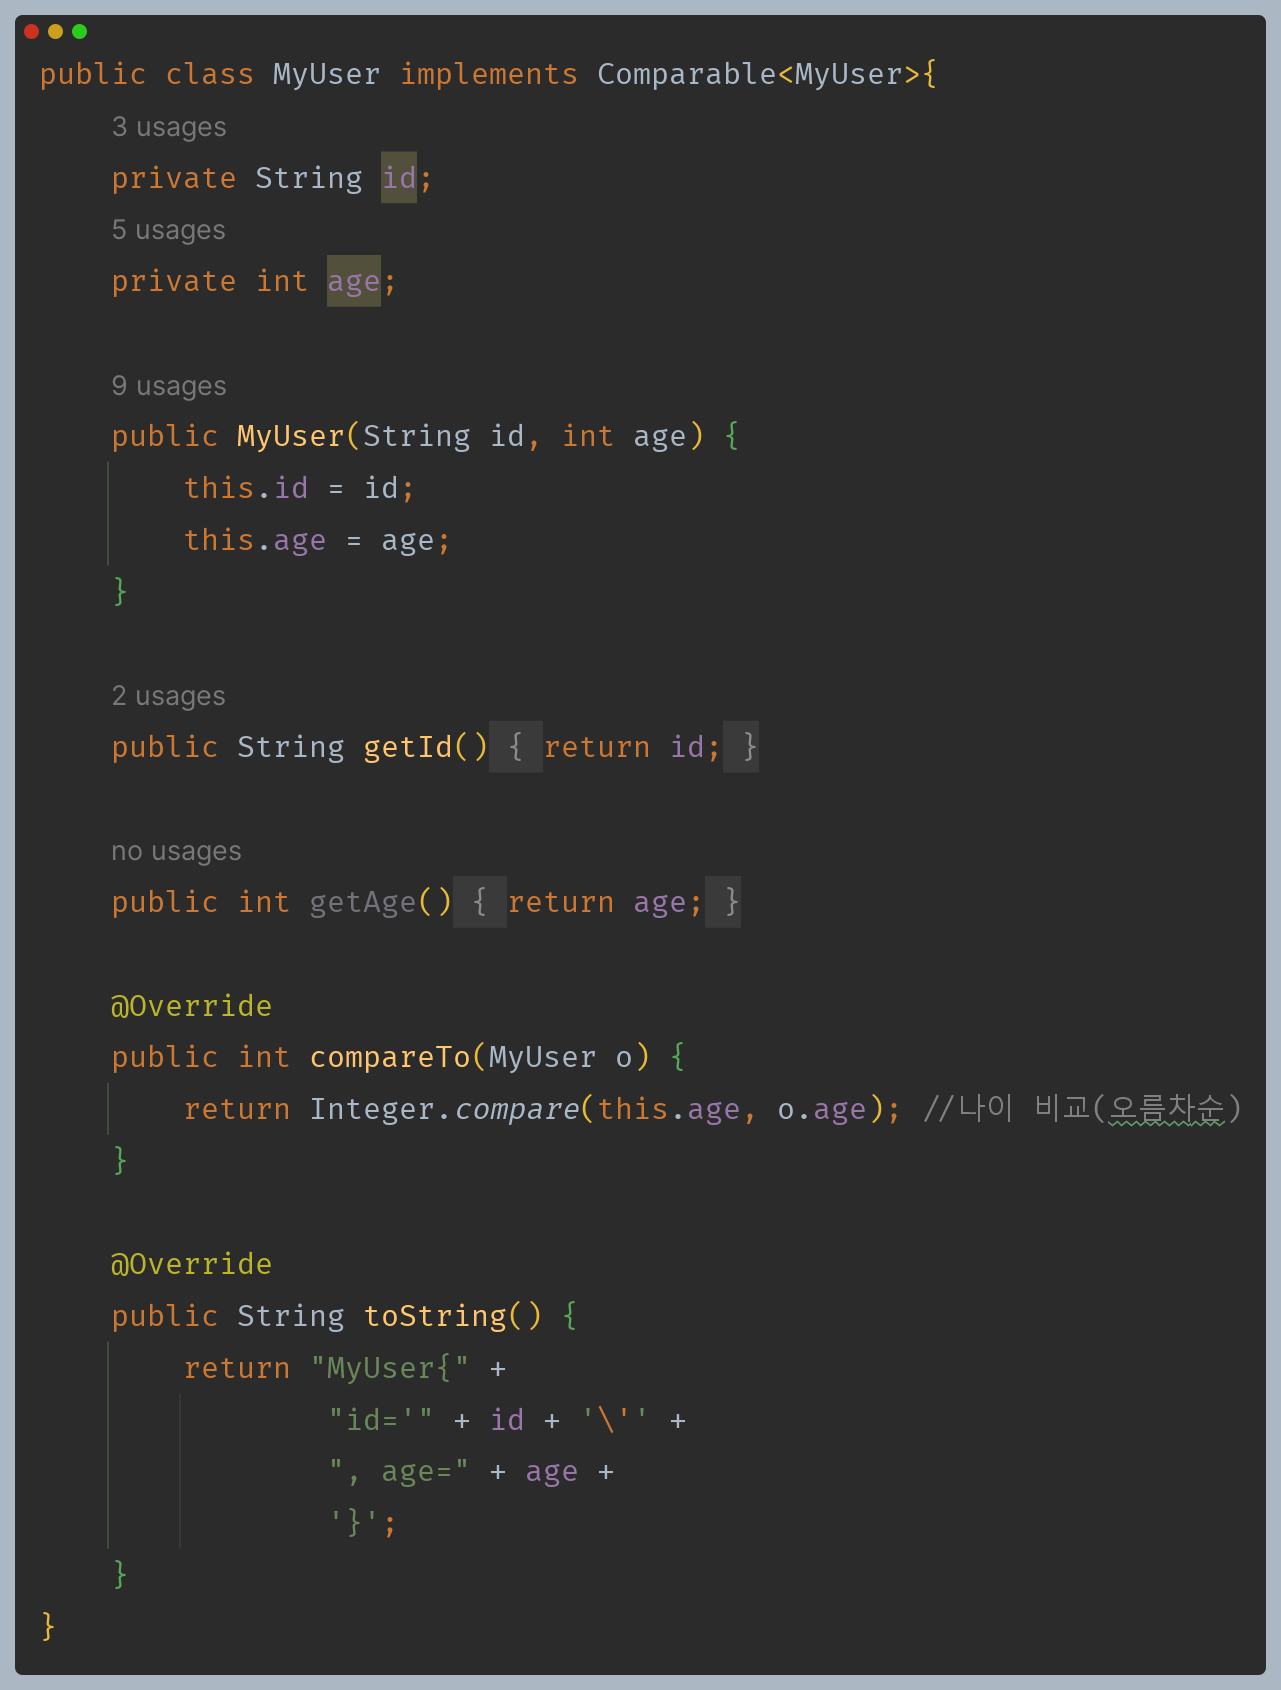 public class MyUser implements Comparable<MyUser>{
3 usages
private String id;
5 usages
private int age;
9 usages
public MyUser(String id, int age) {
this.id = id;
this.age = age;
}
2 usages
public String getId() { return id; }
no usages
public int getAge() { return age; }
@Override
public int compareTo(MyUser o) {
return Integer.compare(this.age, o.age); //나이 비교(오름차순)
}
@Override
public String toString() {
return "MyUser{" +
"id='" + id + '\'' +
", age=" + age +
'}';
}
}